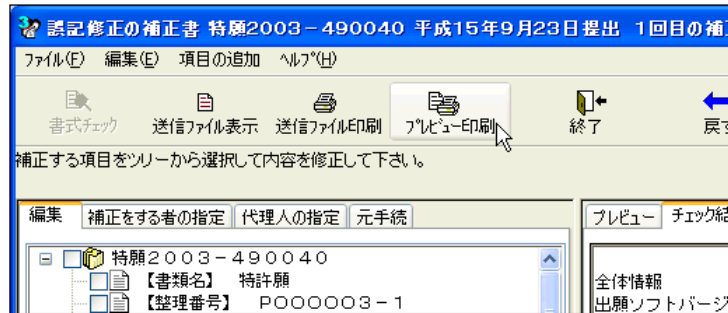 誤記修正の補正書 特願2003-490040 平成15年9月23日提出 1回目の補
ファイル(F) 編集(E) 項目の追加 ヘルプ(H)
書式チェック 送信ファイル表示 送信ファイル印刷 プレビュー印刷 終了 戻す
補正する項目をツリーから選択して内容を修正して下さい。
編集 補正をする者の指定 代理人の指定 元手続 プレビュー チェック結
特願2003-490040
【書類名】 特許願 全体情報
【整理番号】 P000003-1 出願ソフトバージ